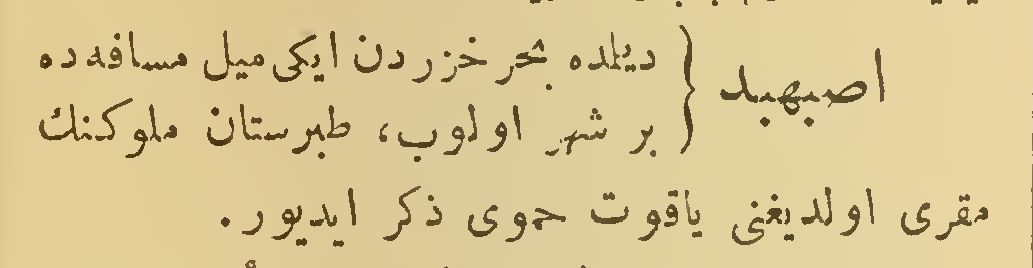 اصبهبد { دیلمده بحر خزردن ایکی میل مسافه ده
بر شهر اولوب، طبرستان ملوکنك
مقری اولدیغنی یاقوت حموی ذکر ایدیور.